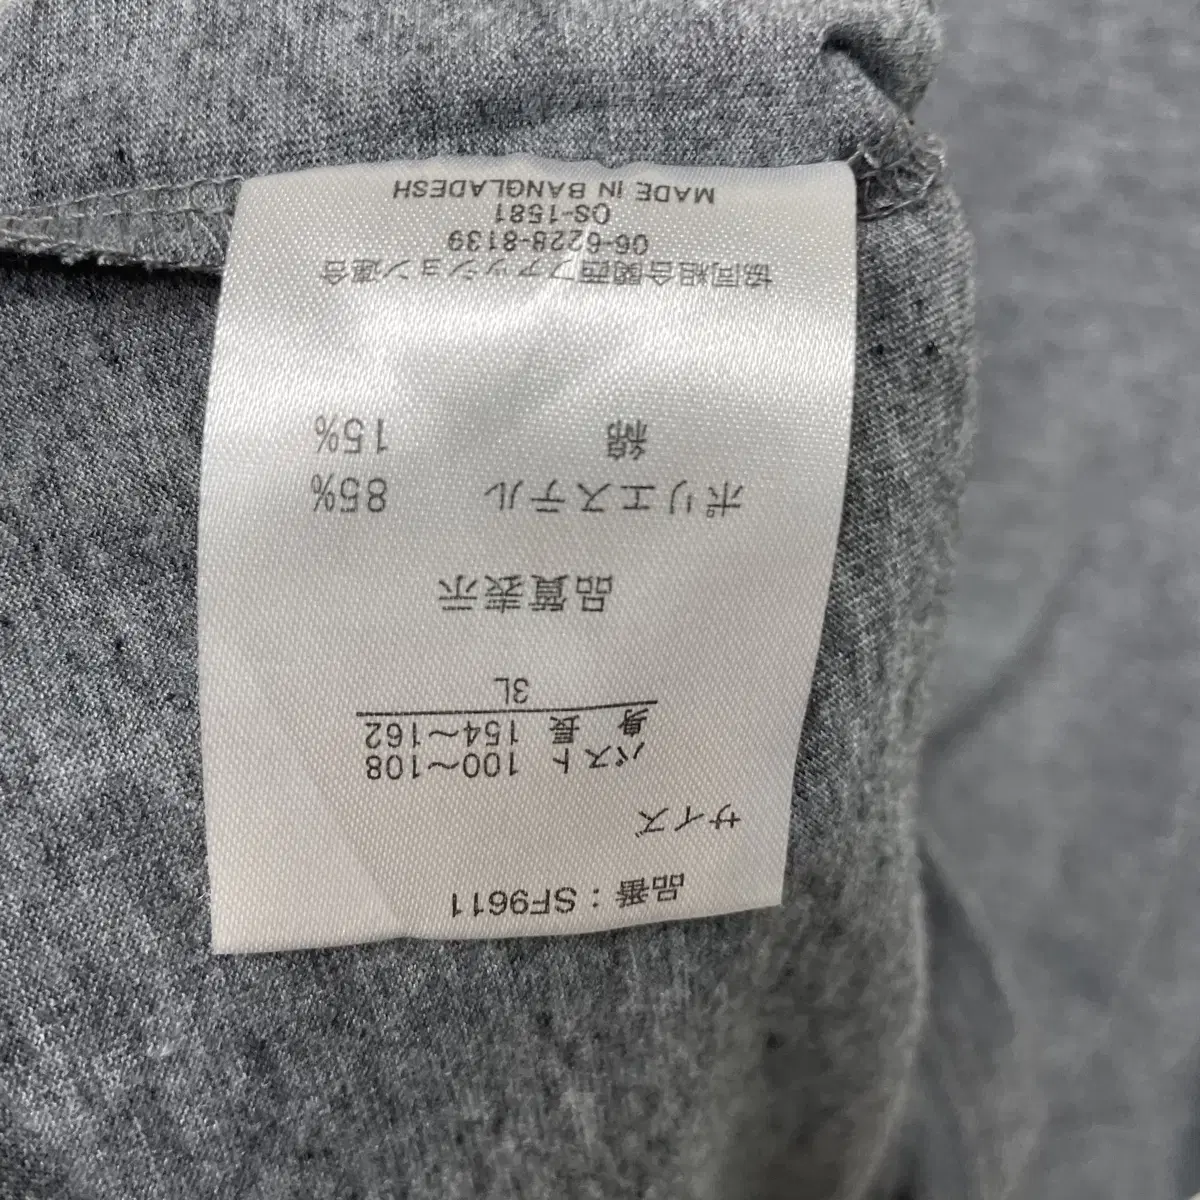 品番：SF9611
サイズ
バスト 100～108
身長 154～162
3L
品質表示
ポリエステル 85%
綿 15%
協同組合関西ファッション連合
06-6228-8139
OS-1581
MADE IN BANGLADESH